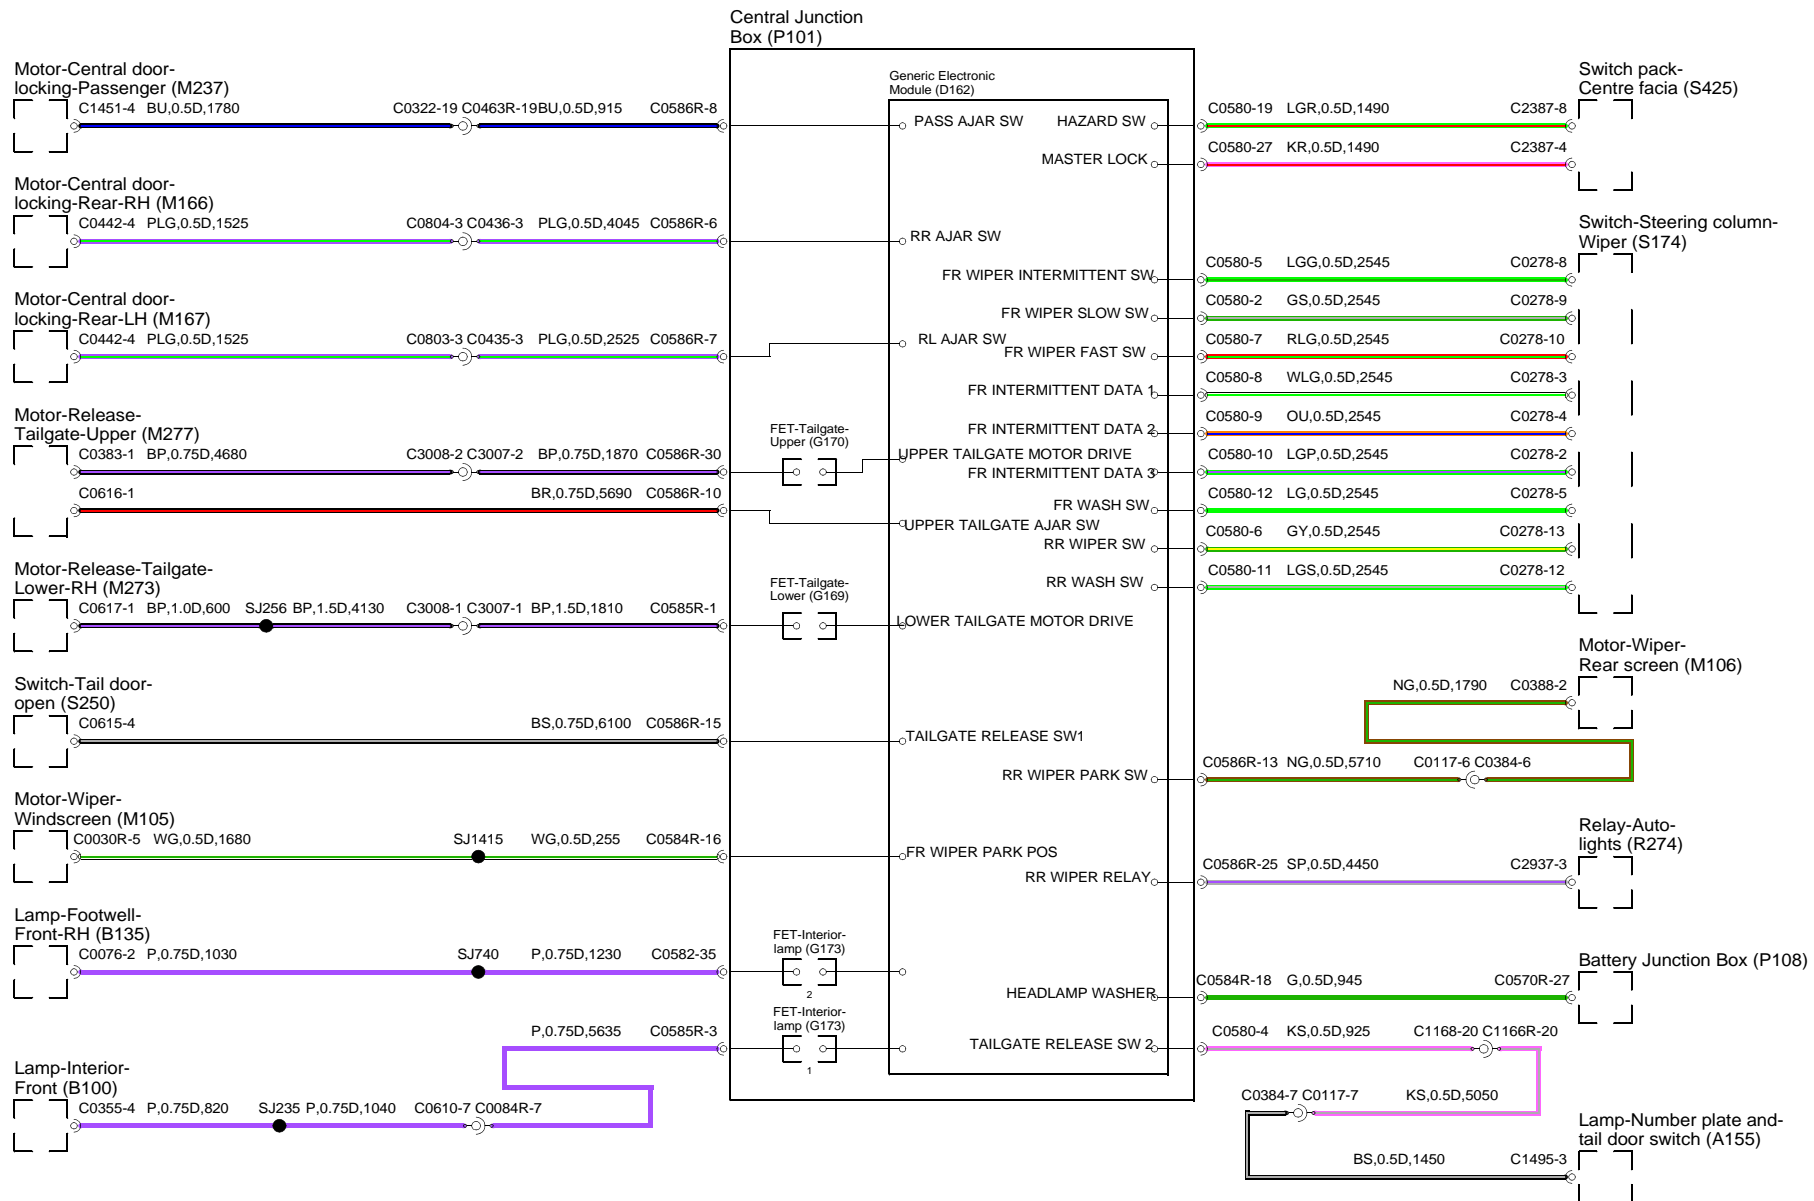 Central Junction
Box (P101)
Generic Electronic
Module (D162)
Motor-Central door-
locking-Passenger (M237)
C1451-4 BU,0.5D,1780 C0322-19 C0463R-19 BU,0.5D,915 C0586R-8
PASS AJAR SW
Motor-Central door-
locking-Rear-RH (M166)
C0442-4 PLG,0.5D,1525 C0804-3 C0436-3 PLG,0.5D,4045 C0586R-6
RR AJAR SW
Motor-Central door-
locking-Rear-LH (M167)
C0442-4 PLG,0.5D,1525 C0803-3 C0435-3 PLG,0.5D,2525 C0586R-7
RL AJAR SW
Motor-Release-
Tailgate-Upper (M277)
C0383-1 BP,0.75D,4680 C3008-2 C3007-2 BP,0.75D,1870 C0586R-30
FET-Tailgate-
Upper (G170)
UPPER TAILGATE MOTOR DRIVE
C0616-1 BR,0.75D,5690 C0586R-10
UPPER TAILGATE AJAR SW
Motor-Release-Tailgate-
Lower-RH (M273)
C0617-1 BP,1.0D,600 SJ256 BP,1.5D,4130 C3008-1 C3007-1 BP,1.5D,1810 C0585R-1
FET-Tailgate-
Lower (G169)
LOWER TAILGATE MOTOR DRIVE
Switch-Tail door-
open (S250)
C0615-4 BS,0.75D,6100 C0586R-15
TAILGATE RELEASE SW1
Motor-Wiper-
Windscreen (M105)
C0030R-5 WG,0.5D,1680 SJ1415 WG,0.5D,255 C0584R-16
FR WIPER PARK POS
Lamp-Footwell-
Front-RH (B135)
C0076-2 P,0.75D,1030 SJ740 P,0.75D,1230 C0582-35
FET-Interior-
lamp (G173)
2
P,0.75D,5635 C0585R-3
FET-Interior-
lamp (G173)
1
Lamp-Interior-
Front (B100)
C0355-4 P,0.75D,820 SJ235 P,0.75D,1040 C0610-7 C0084R-7
Switch pack-
Centre facia (S425)
HAZARD SW C0580-19 LGR,0.5D,1490 C2387-8
MASTER LOCK C0580-27 KR,0.5D,1490 C2387-4
Switch-Steering column-
Wiper (S174)
FR WIPER INTERMITTENT SW C0580-5 LGG,0.5D,2545 C0278-8
FR WIPER SLOW SW C0580-2 GS,0.5D,2545 C0278-9
FR WIPER FAST SW C0580-7 RLG,0.5D,2545 C0278-10
FR INTERMITTENT DATA 1 C0580-8 WLG,0.5D,2545 C0278-3
FR INTERMITTENT DATA 2 C0580-9 OU,0.5D,2545 C0278-4
FR INTERMITTENT DATA 3 C0580-10 LGP,0.5D,2545 C0278-2
FR WASH SW C0580-12 LG,0.5D,2545 C0278-5
RR WIPER SW C0580-6 GY,0.5D,2545 C0278-13
RR WASH SW C0580-11 LGS,0.5D,2545 C0278-12
Motor-Wiper-
Rear screen (M106)
NG,0.5D,1790 C0388-2
RR WIPER PARK SW C0586R-13 NG,0.5D,5710 C0117-6 C0384-6
Relay-Auto-
lights (R274)
RR WIPER RELAY C0586R-25 SP,0.5D,4450 C2937-3
Battery Junction Box (P108)
HEADLAMP WASHER C0584R-18 G,0.5D,945 C0570R-27
TAILGATE RELEASE SW 2 C0580-4 KS,0.5D,925 C1168-20 C1166R-20
C0384-7 C0117-7 KS,0.5D,5050
Lamp-Number plate and-
tail door switch (A155)
BS,0.5D,1450 C1495-3